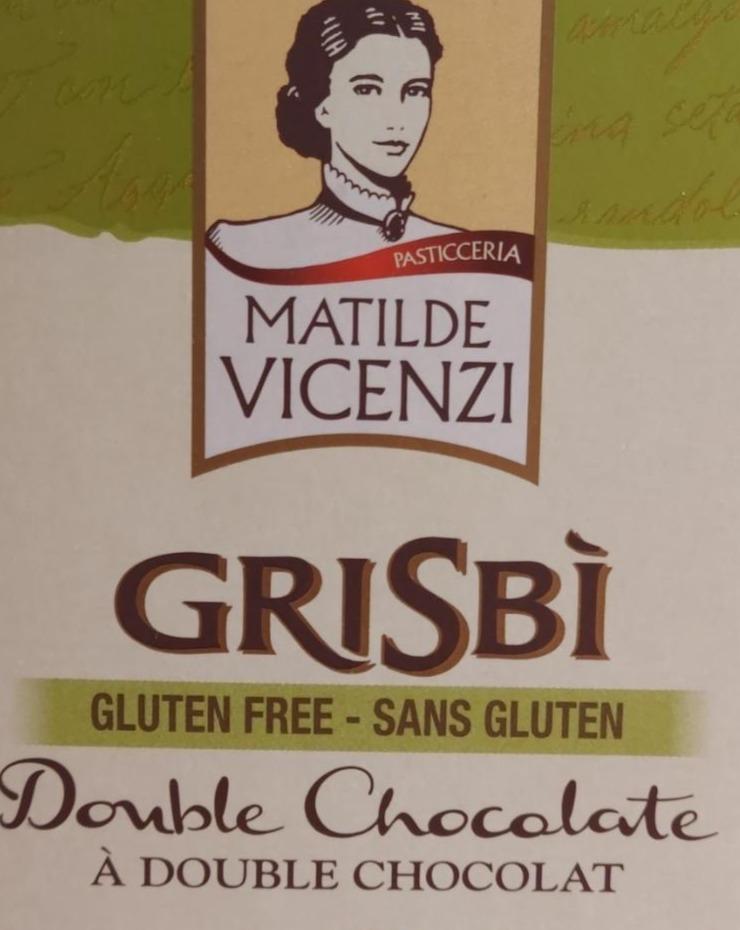 PASTICCERIA
MATILDE
VICENZI
GRISBÌ
GLUTEN FREE - SANS GLUTEN
Double Chocolate
À DOUBLE CHOCOLAT